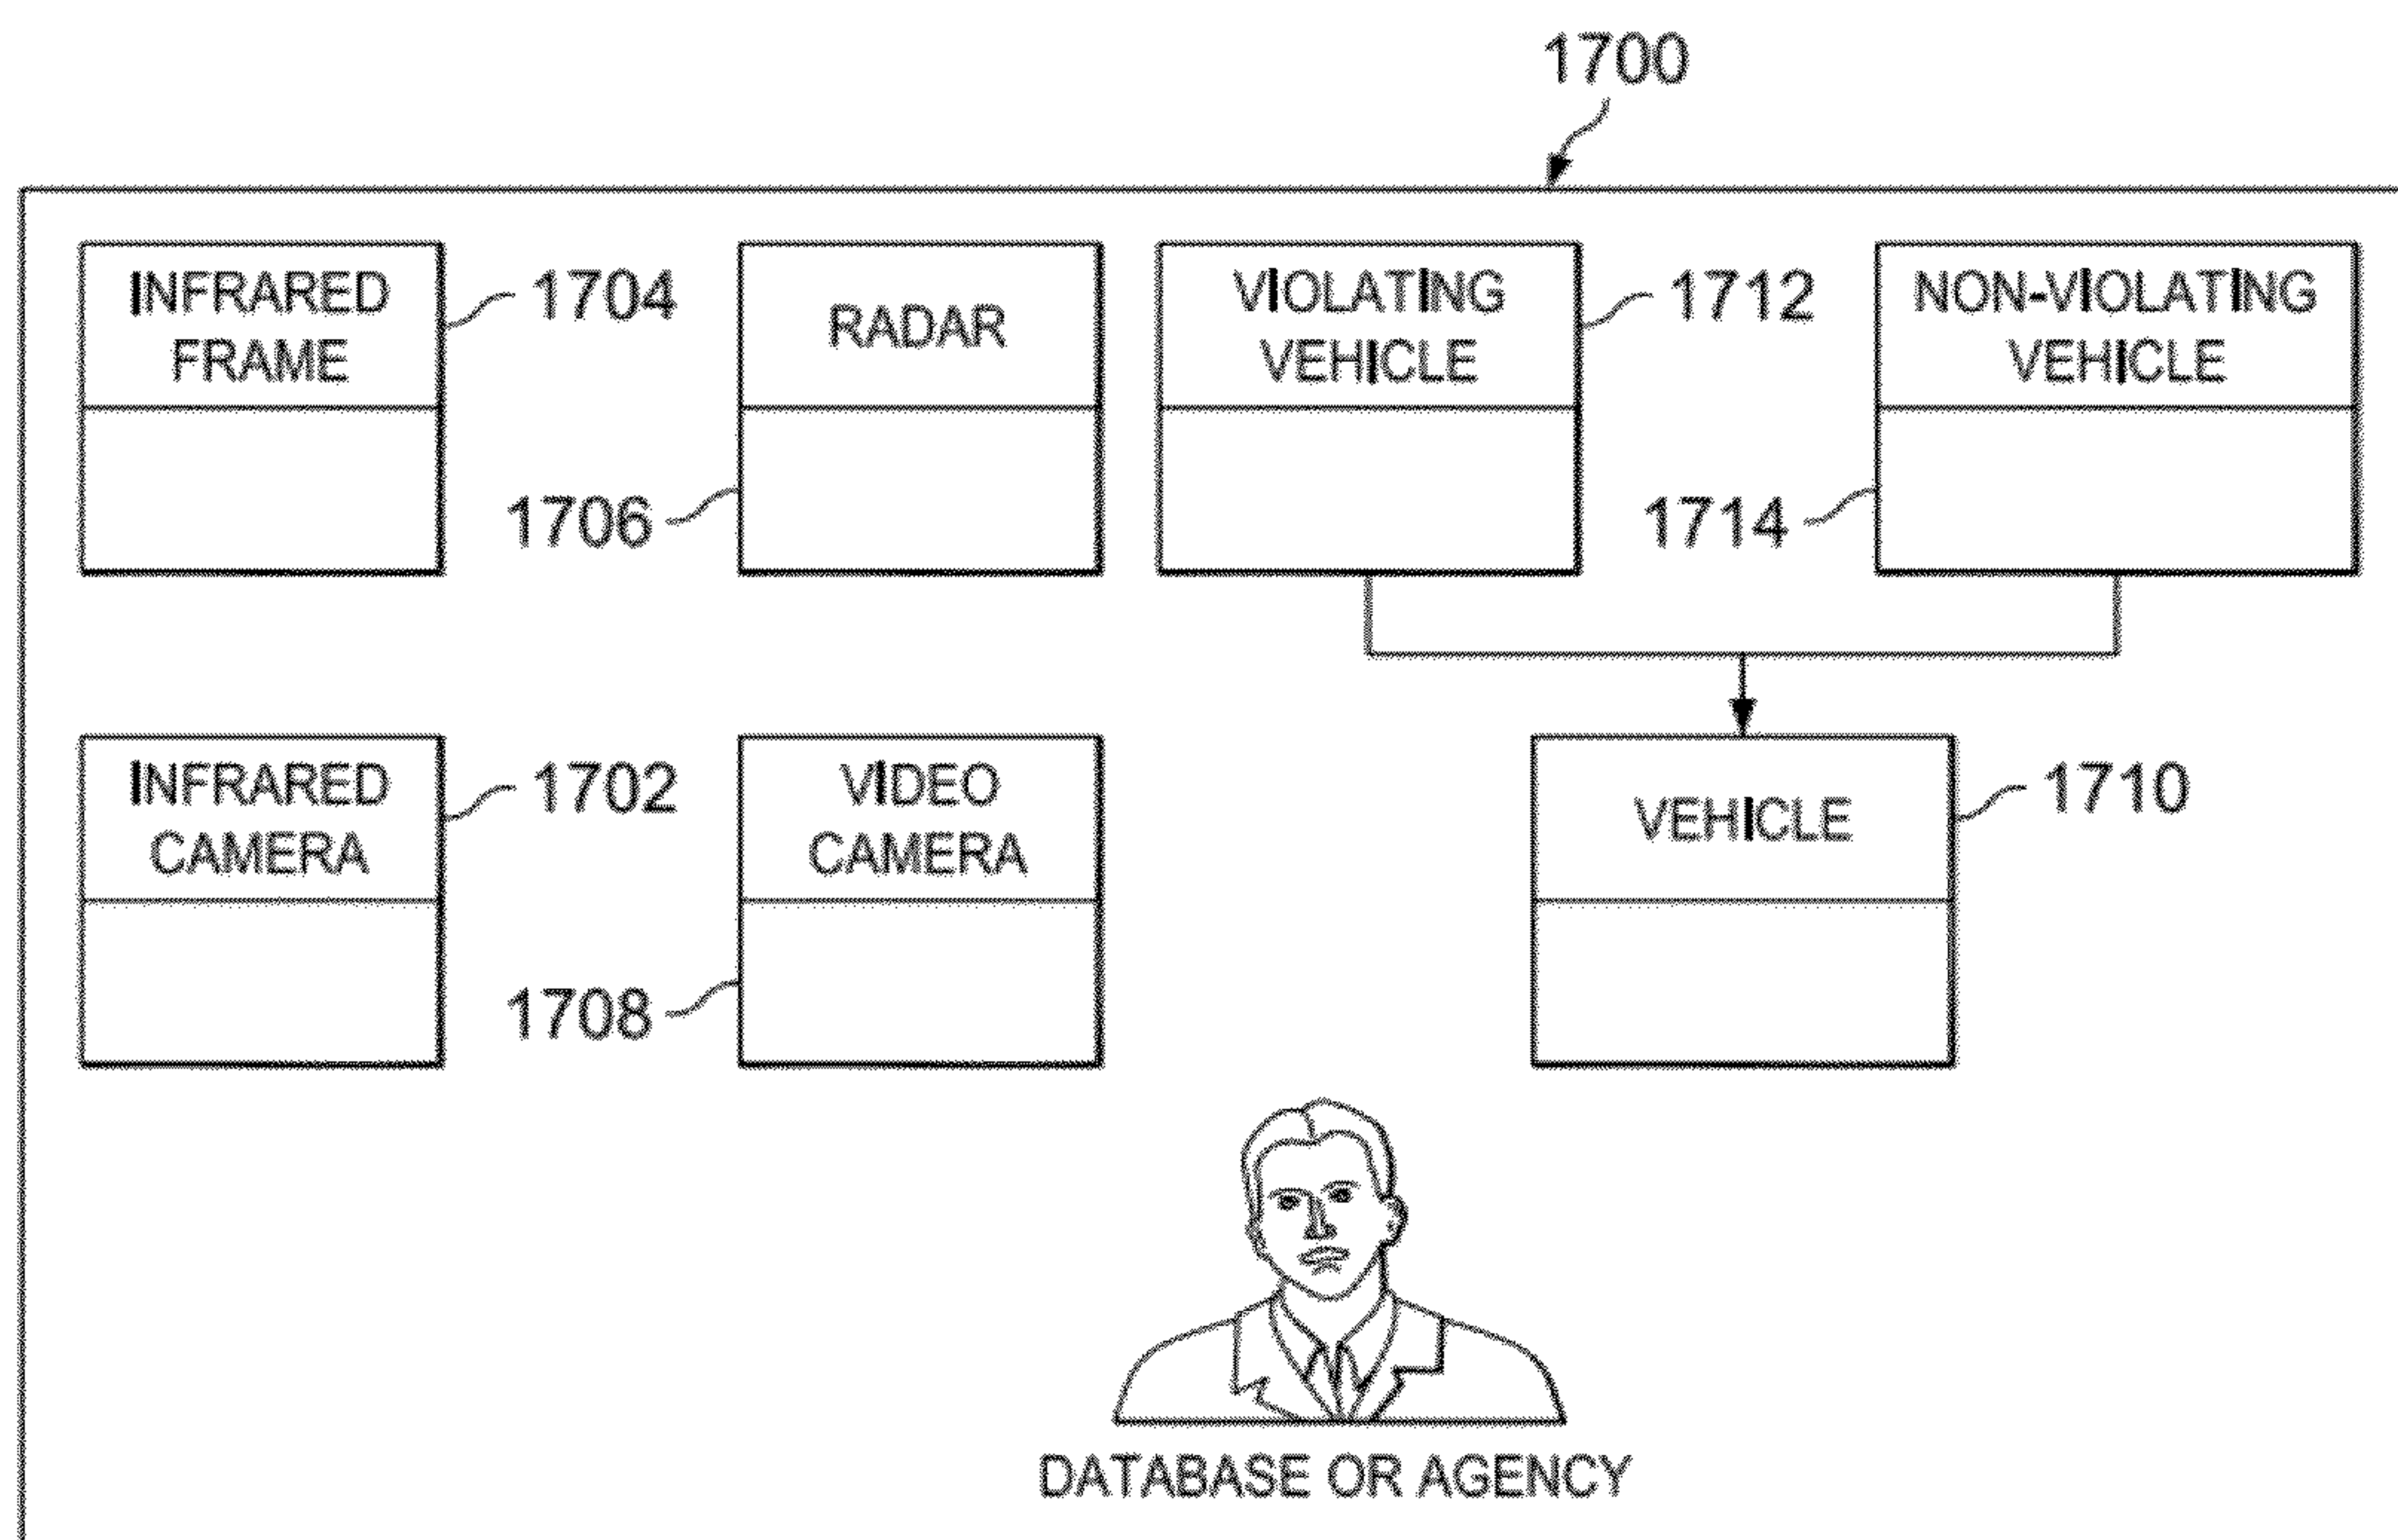 1700
INFRARED
FRAME
1704
RADAR
1706
VIOLATING
VEHICLE
1712
NON-VIOLATING
VEHICLE
1714
INFRARED
CAMERA
1702
VIDEO
CAMERA
1708
VEHICLE
1710
DATABASE OR AGENCY